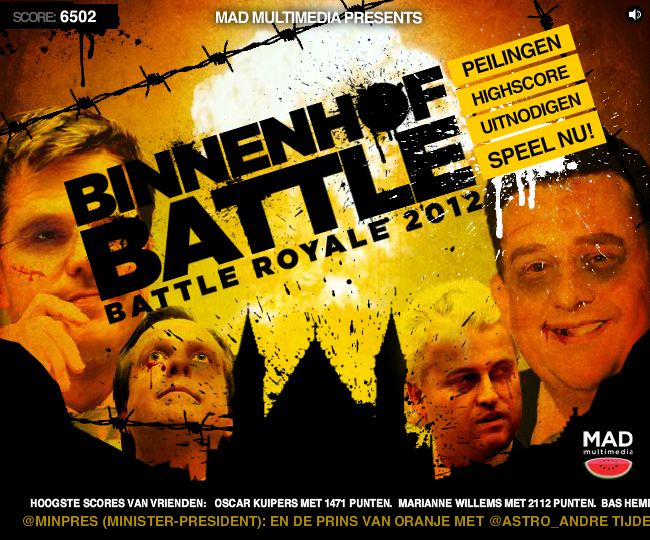 SCORE: 6502
MAD MULTIMEDIA PRESENTS
PEILINGEN
HIGHSCORE
UITNODIGEN
SPEEL NU!
BINNENHOF
BATTLE
BATTLE ROYALE 2012
MAD
multimedia
HOOGSTE SCORES VAN VRIENDEN: OSCAR KUIPERS MET 1471 PUNTEN. MARIANNE WILLEMS MET 2112 PUNTEN. BAS HEM
@MINPRES (MINISTER-PRESIDENT): EN DE PRINS VAN ORANJE MET @ASTRO_ANDRE TIJDE